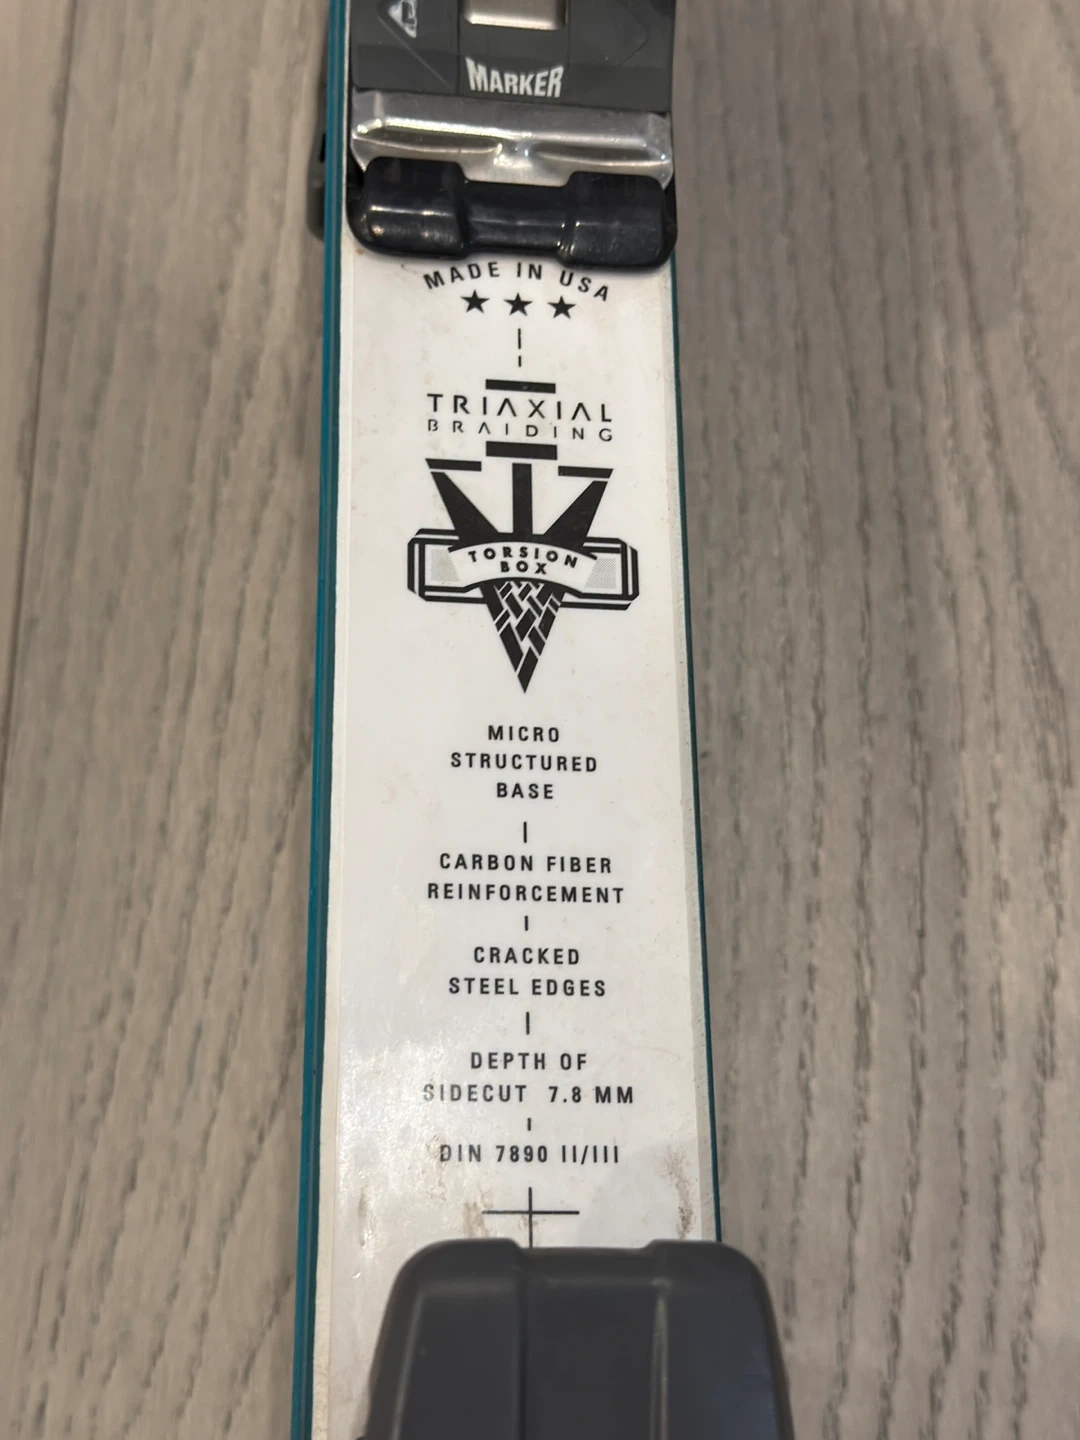 MARKER
MADE IN USA
TRIAXIAL
BRAIDING
TORSION
BOX
MICRO
STRUCTURED
BASE
CARBON FIBER
REINFORCEMENT
CRACKED
STEEL EDGES
DEPTH OF
SIDECUT 7.8 MM
DIN 7890 II/III